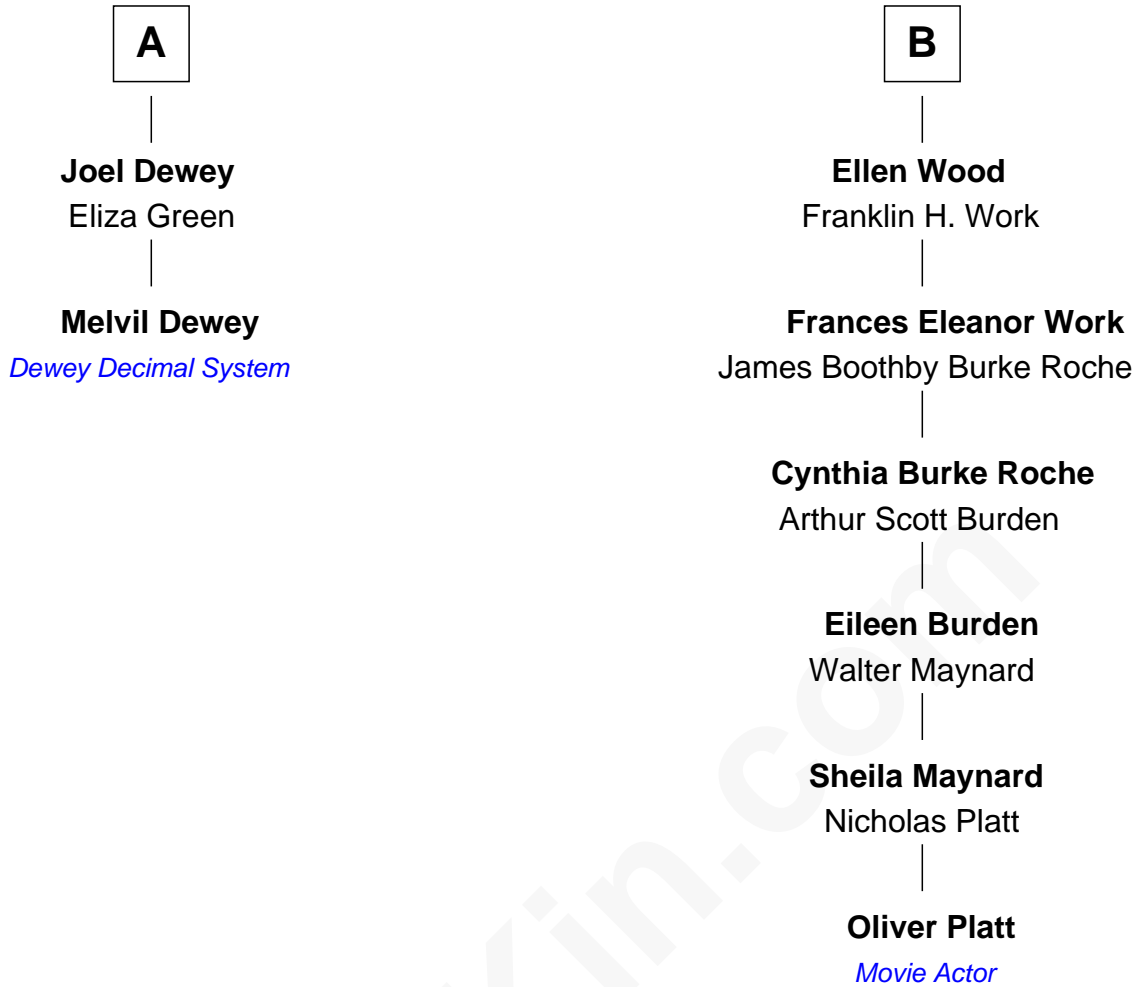 A
Joel Dewey
Eliza Green
Melvil Dewey
Dewey Decimal System
B
Ellen Wood
Franklin H. Work
Frances Eleanor Work
James Boothby Burke Roche
Cynthia Burke Roche
Arthur Scott Burden
Eileen Burden
Walter Maynard
Sheila Maynard
Nicholas Platt
Oliver Platt
Movie Actor
Kin.com